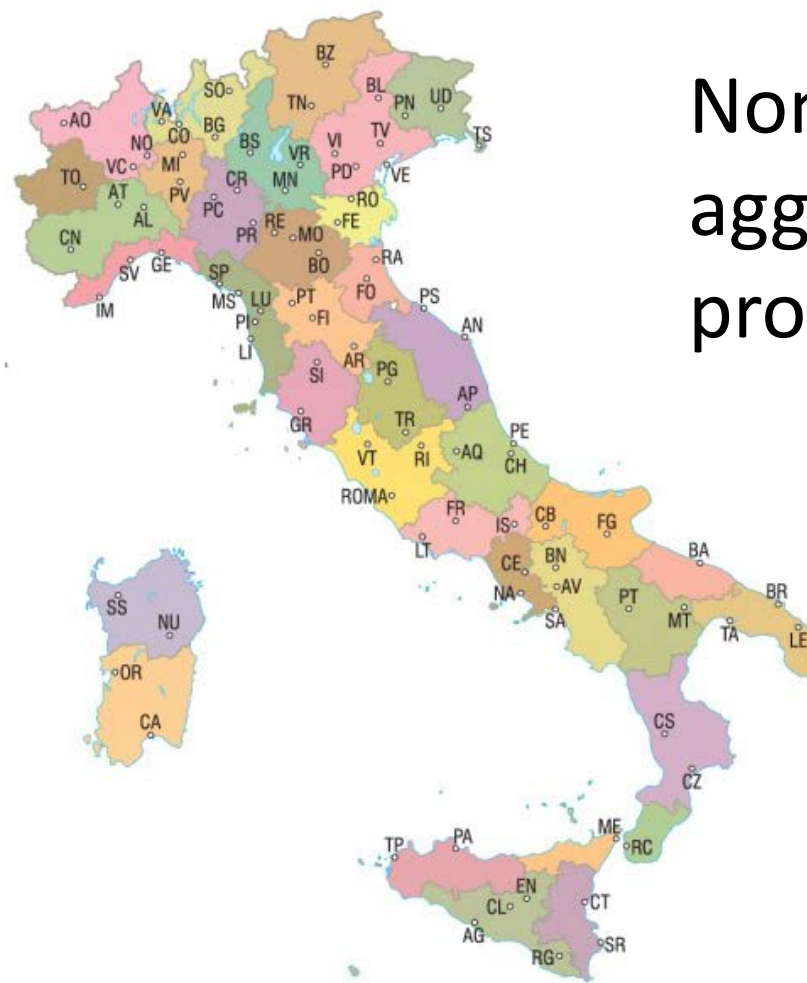 Nor
agg
pro
BZ
SO
BL
PN
UD
AO
VA
TN
TS
NO
CO
BG
BS
VI
TV
VC
MI
VR
PD
VE
TO
AT
PV
CR
MN
RO
AL
PC
RE
MO
FE
CN
PR
BO
RA
SV
GE
SP
FO
IM
MS
LU
PT
PS
PI
FI
AN
LI
AR
SI
PG
AP
GR
TR
PE
VT
RI
AQ
CH
ROMA
FR
IS
CB
FG
LT
BA
CE
BN
NA
AV
PT
BR
SS
SA
MT
TA
LE
NU
OR
CA
CS
CZ
ME
TP
PA
RC
EN
CL
CT
AG
RG
SR